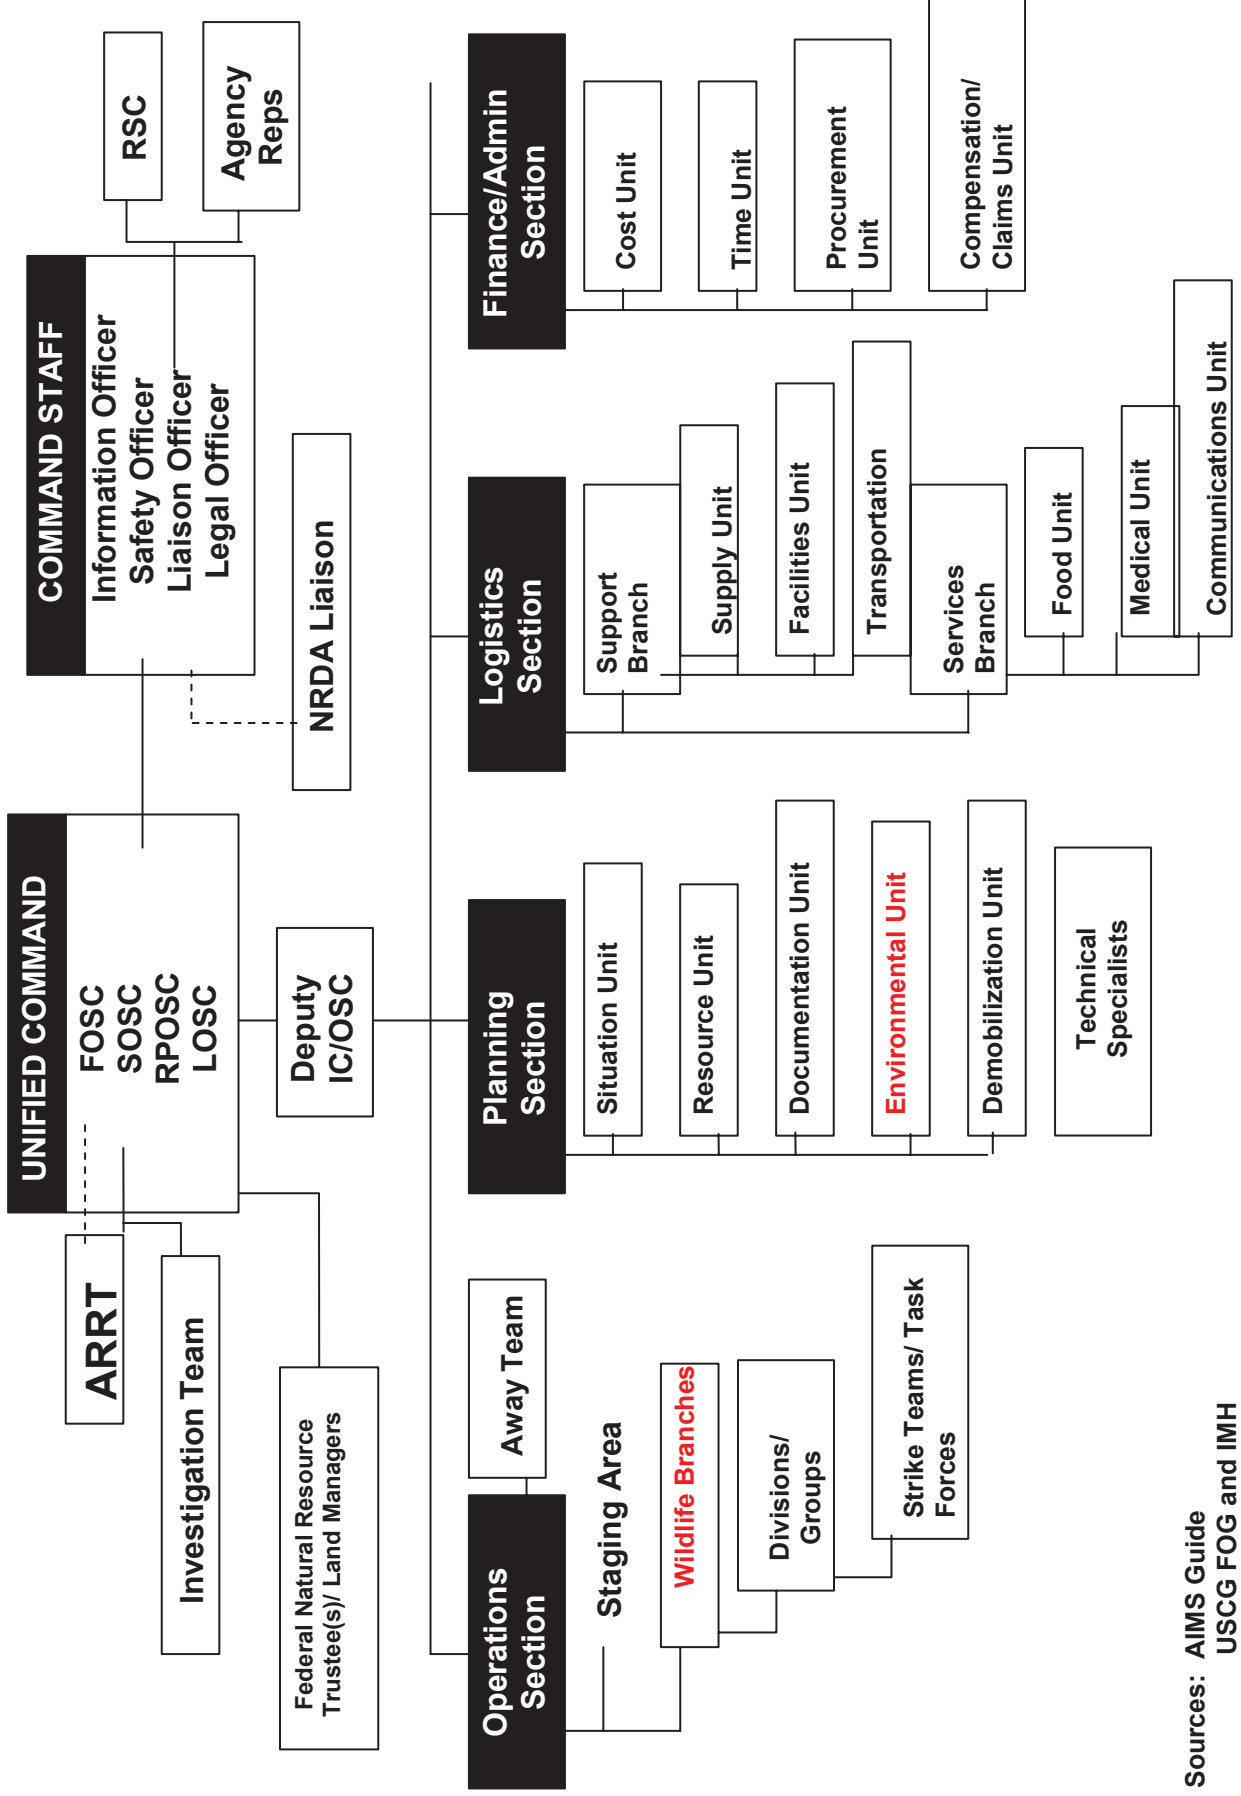 UNIFIED COMMAND
FOSC
SOSC
RPOSC
LOSC
COMMAND STAFF
Information Officer
Safety Officer
Liaison Officer
Legal Officer
RSC
Agency
Reps
ARRT
Investigation Team
Federal Natural Resource
Trustee(s)/ Land Managers
Deputy
IC/OSC
NRDA Liaison
Operations
Section
Away Team
Staging Area
Wildlife Branches
Divisions/
Groups
Strike Teams/ Task
Forces
Planning
Section
Situation Unit
Resource Unit
Documentation Unit
Environmental Unit
Demobilization Unit
Technical
Specialists
Logistics
Section
Support
Branch
Supply Unit
Facilities Unit
Transportation
Services
Branch
Food Unit
Medical Unit
Communications Unit
Finance/Admin
Section
Cost Unit
Time Unit
Procurement
Unit
Compensation/
Claims Unit
Sources: AIMS Guide
USCG FOG and IMH